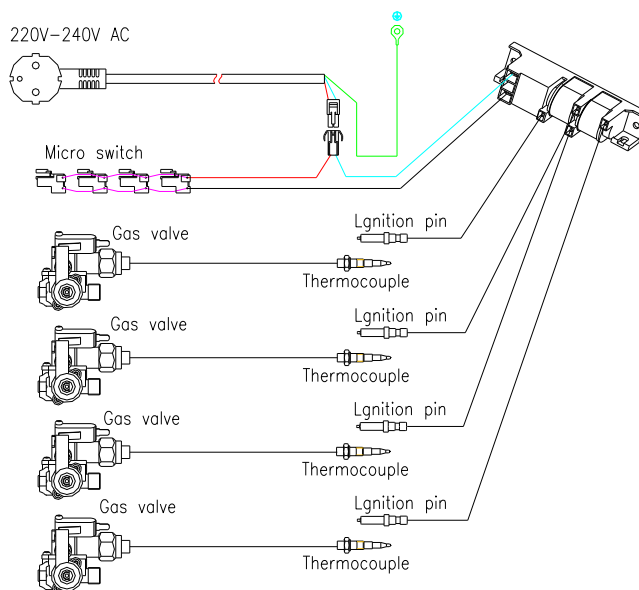 220V-240V AC
Micro switch
Lgnition pin
Gas valve
Thermocouple
Lgnition pin
Gas valve
Thermocouple
Lgnition pin
Gas valve
Thermocouple
Lgnition pin
Gas valve
Thermocouple